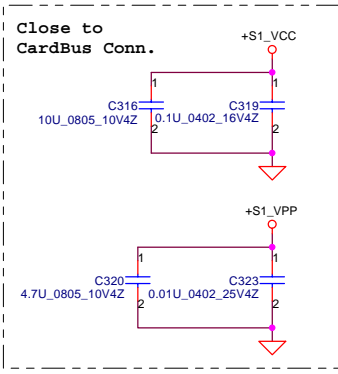 Close to
CardBus Conn.
+S1_VCC
1
1
C316
C319
10U_0805_10V4Z
0.1U_0402_16V4Z
2
2
+S1_VPP
1
1
C320
C323
4.7U_0805_10V4Z
0.01U_0402_25V4Z
2
2